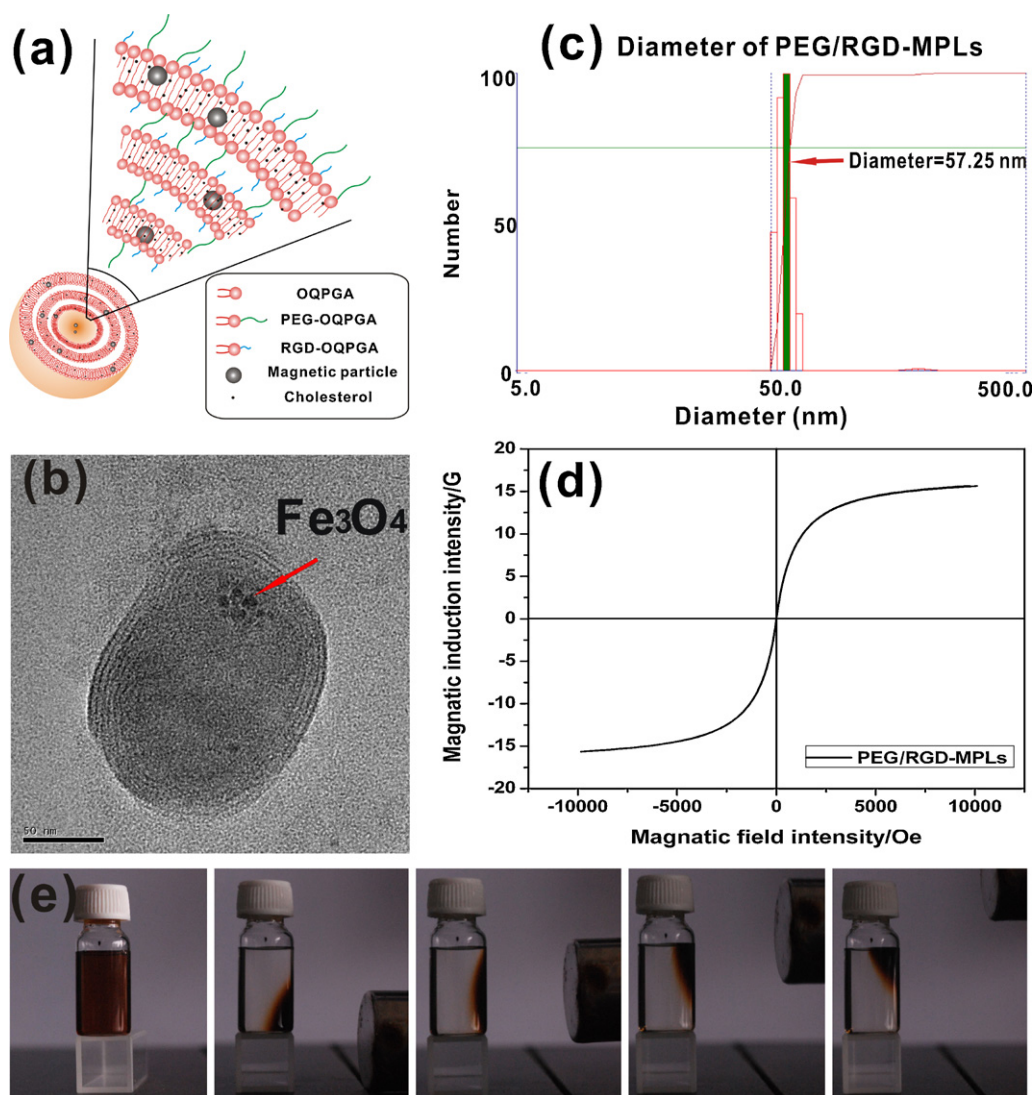 (a)
OQPGA
PEG-OQPGA
RGD-OQPGA
Magnetic particle
Cholesterol
(b)
Fe3O4
50 nm
(c) Diameter of PEG/RGD-MPLs
100
50
0
Number
Diameter=57.25 nm
5.0 50.0 500.0
Diameter (nm)
(d)
Magnatic induction intensity/G
20
15
10
5
0
-5
-10
-15
-20
PEG/RGD-MPLs
-10000 -5000 0 5000 10000
Magnatic field intensity/Oe
(e)